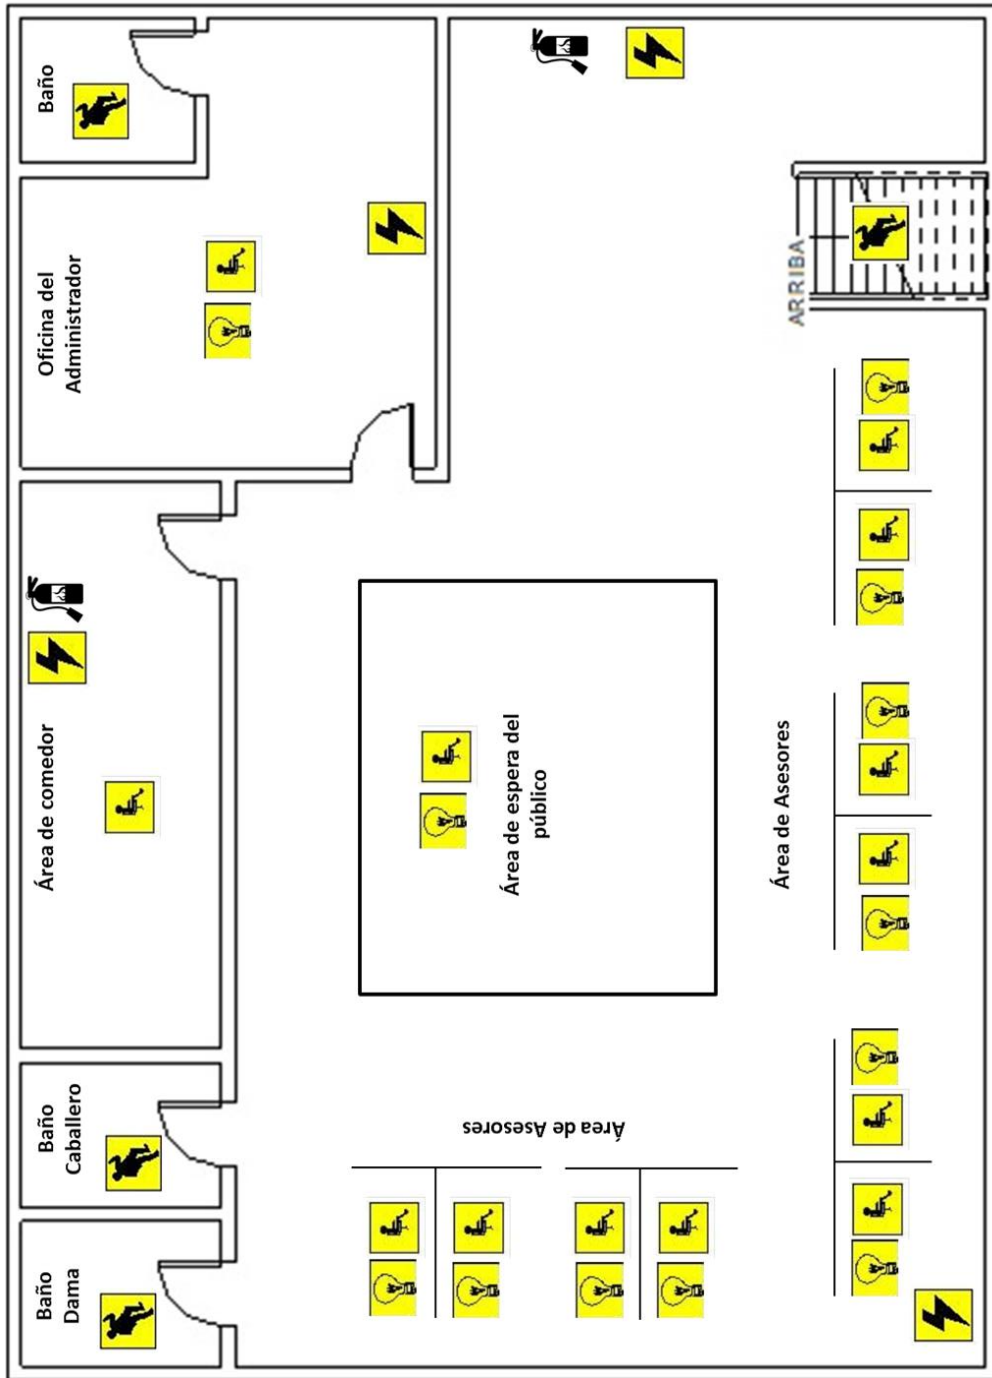 Baño
Oficina del
Administrador
ARRIBA
Área de comedor
Área de espera del
público
Área de Asesores
Baño
Caballero
Área de Asesores
Baño
Dama